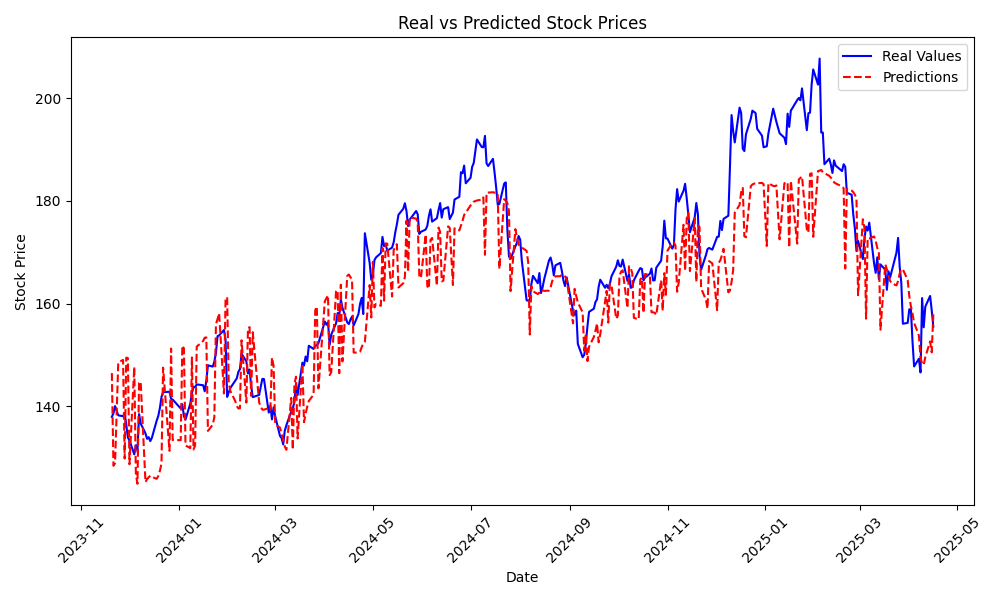 Real vs Predicted Stock Prices
Real Values
Predictions
Stock Price
200
180
160
140
2023-11
2024-01
2024-03
2024-05
2024-07
2024-09
2024-11
2025-01
2025-03
2025-05
Date